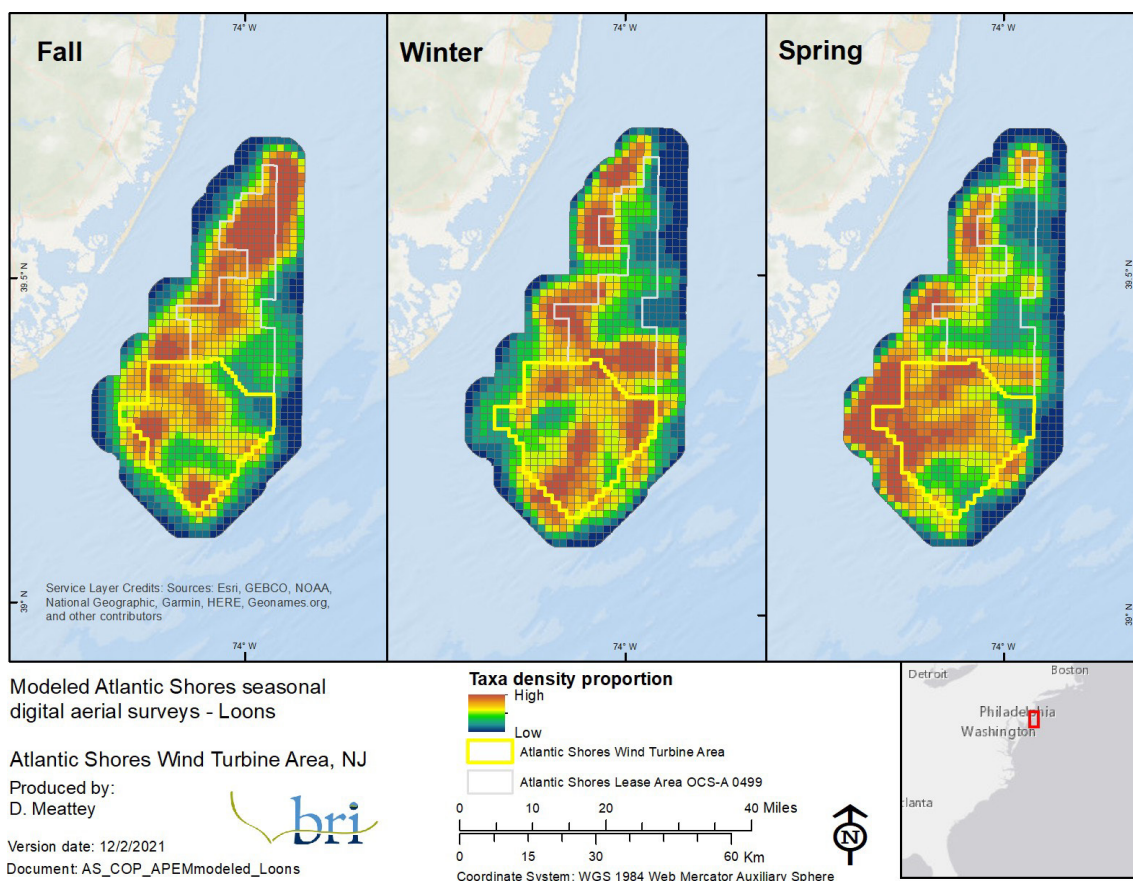 Fall
Winter
Spring
74° W
74° W
74° W
39.5° N
39.5° N
39° N
39° N
Service Layer Credits: Sources: Esri, GEBCO, NOAA,
National Geographic, Garmin, HERE, Geonames.org,
and other contributors
74° W
74° W
74° W
Modeled Atlantic Shores seasonal
digital aerial surveys - Loons
Atlantic Shores Wind Turbine Area, NJ
Produced by:
D. Meattey
bri
Version date: 12/2/2021
Document: AS_COP_APEMmodeled_Loons
Taxa density proportion
High
Low
Atlantic Shores Wind Turbine Area
Atlantic Shores Lease Area OCS-A 0499
0 10 20 40 Miles
0 15 30 60 Km
Coordinate System: WGS 1984 Web Mercator Auxiliary Sphere
N
Detroit
Boston
Philadelphia
Washington
tlanta